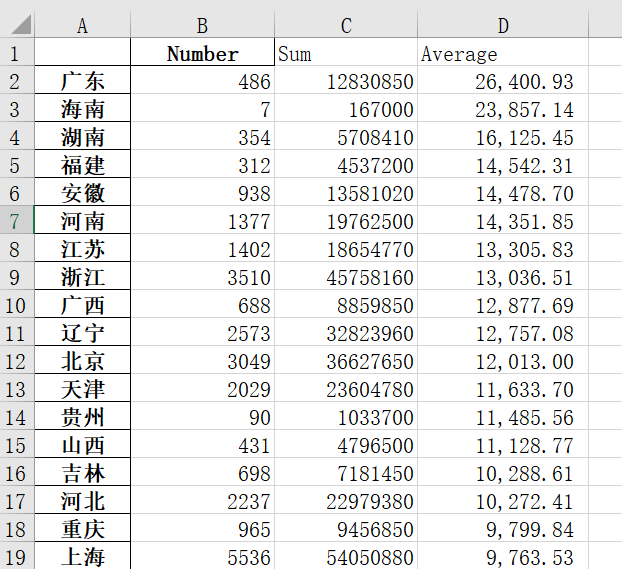 A B C D
1 Number Sum Average
2 广东 486 12830850 26,400.93
3 海南 7 167000 23,857.14
4 湖南 354 5708410 16,125.45
5 福建 312 4537200 14,542.31
6 安徽 938 13581020 14,478.70
7 河南 1377 19762500 14,351.85
8 江苏 1402 18654770 13,305.83
9 浙江 3510 45758160 13,036.51
10 广西 688 8859850 12,877.69
11 辽宁 2573 32823960 12,757.08
12 北京 3049 36627650 12,013.00
13 天津 2029 23604780 11,633.70
14 贵州 90 1033700 11,485.56
15 山西 431 4796500 11,128.77
16 吉林 698 7181450 10,288.61
17 河北 2237 22979380 10,272.41
18 重庆 965 9456850 9,799.84
19 上海 5536 54050880 9,763.53